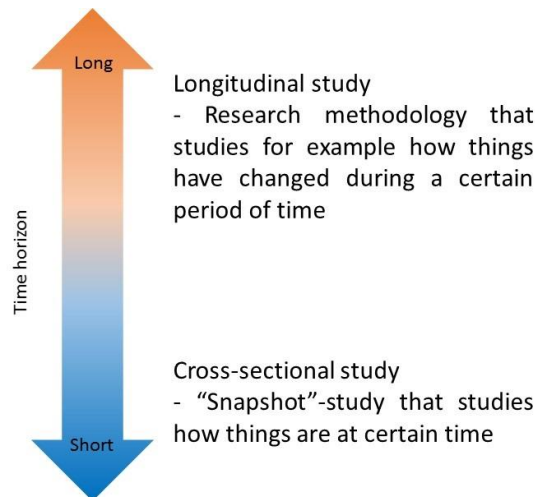 Long
Longitudinal study
- Research methodology that
studies for example how things
have changed during a certain
period of time
Time horizon
Cross-sectional study
- “Snapshot”-study that studies
how things are at certain time
Short